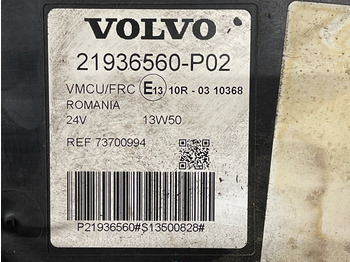 VOLVO
21936560-P02
VMCU/FRC E13 10R - 03 10368
ROMANIA
24V 13W50
REF 73700994
P21936560#S13500828#